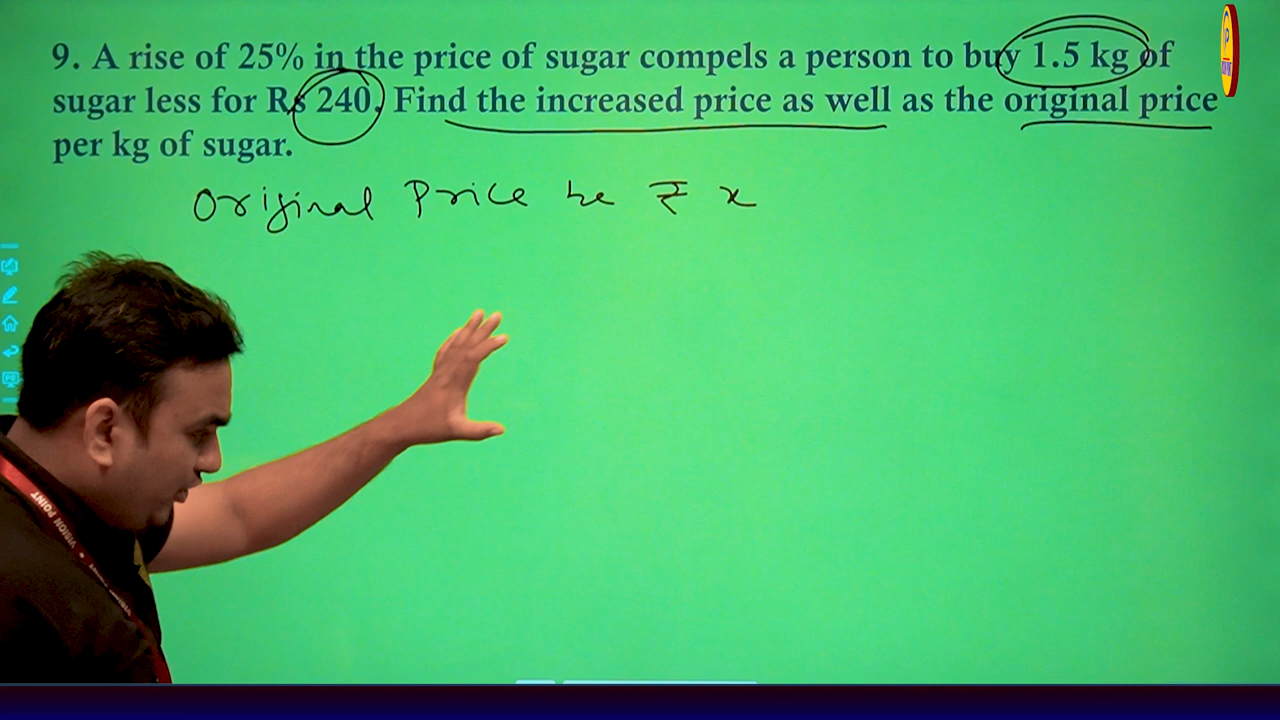 9. A rise of 25% in the price of sugar compels a person to buy 1.5 kg of
sugar less for Rs 240. Find the increased price as well as the original price
per kg of sugar.
Original Price be ₹ x
VISION POINT